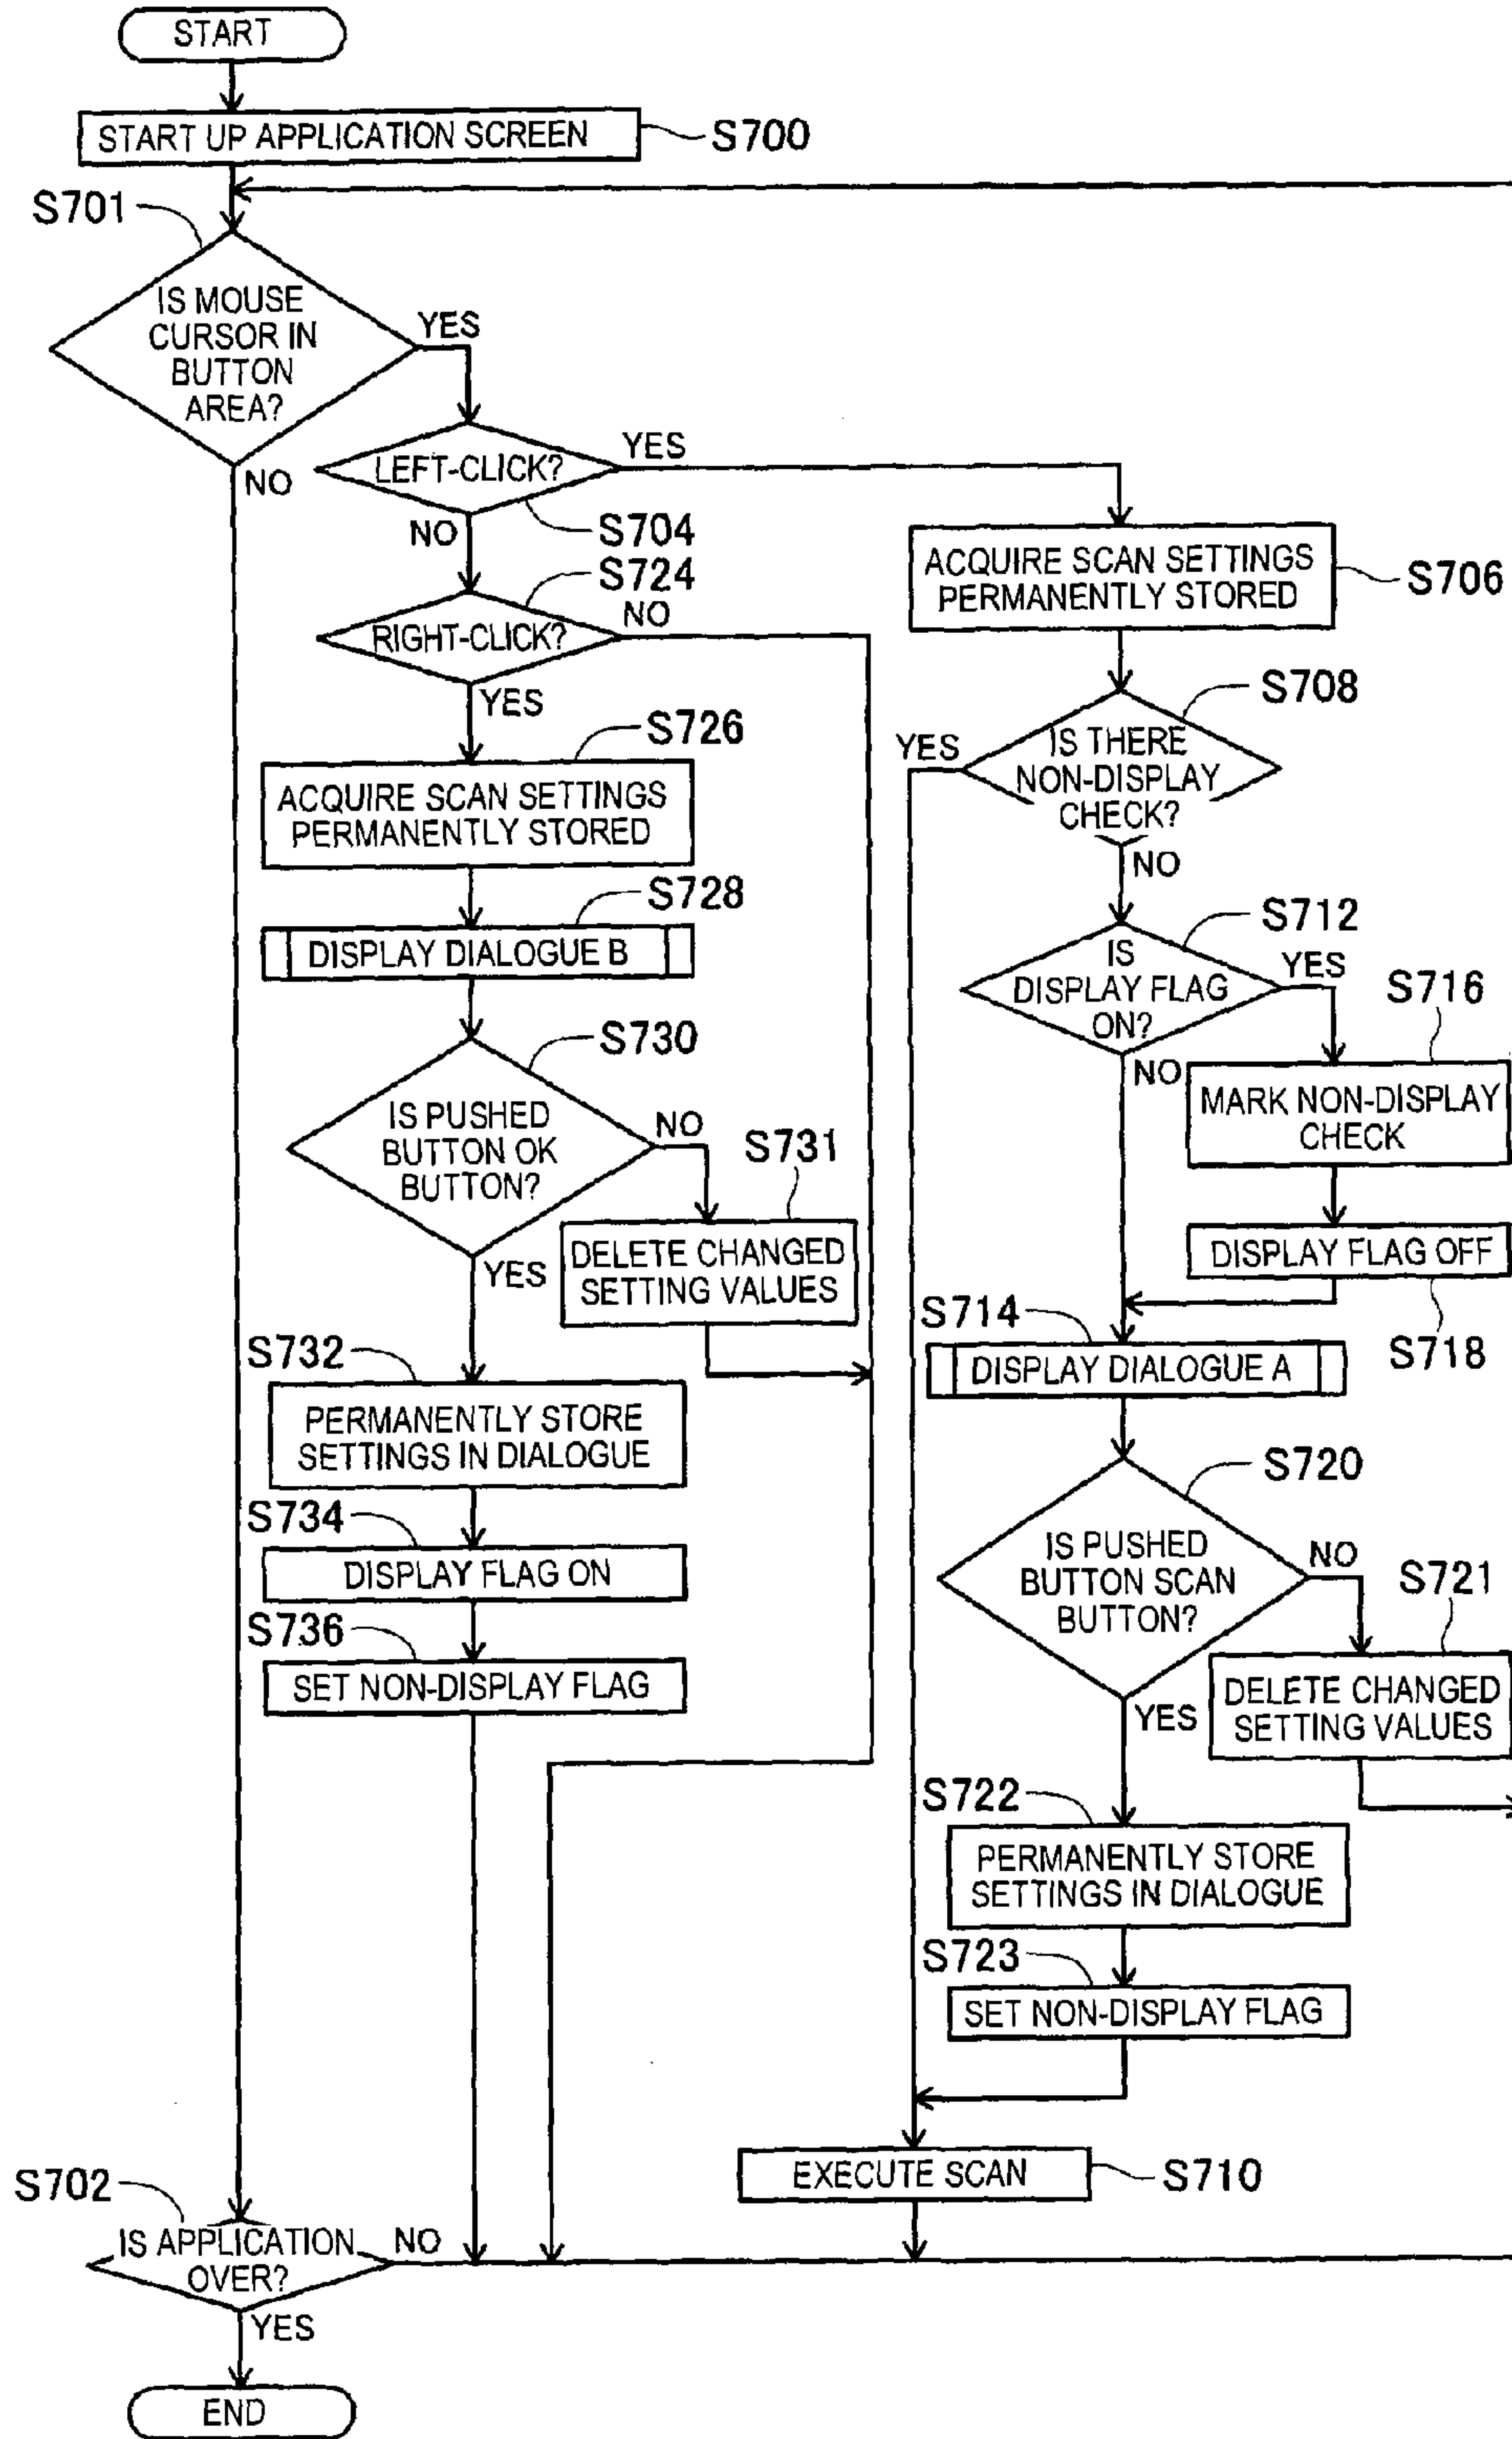 START
START UP APPLICATION SCREEN
S700
S701
IS MOUSE
CURSOR IN
BUTTON
AREA?
YES
NO
LEFT-CLICK?
YES
NO
S704
S724
RIGHT-CLICK?
NO
YES
S726
ACQUIRE SCAN SETTINGS
PERMANENTLY STORED
S728
DISPLAY DIALOGUE B
S730
IS PUSHED
BUTTON OK
BUTTON?
NO
YES
S731
DELETE CHANGED
SETTING VALUES
S732
PERMANENTLY STORE
SETTINGS IN DIALOGUE
S734
DISPLAY FLAG ON
S736
SET NON-DISPLAY FLAG
ACQUIRE SCAN SETTINGS
PERMANENTLY STORED
S706
S708
YES
IS THERE
NON-DISPLAY
CHECK?
NO
S712
IS
DISPLAY FLAG
ON?
YES
NO
S716
MARK NON-DISPLAY
CHECK
DISPLAY FLAG OFF
S718
S714
DISPLAY DIALOGUE A
S720
IS PUSHED
BUTTON SCAN
BUTTON?
NO
YES
S721
DELETE CHANGED
SETTING VALUES
S722
PERMANENTLY STORE
SETTINGS IN DIALOGUE
S723
SET NON-DISPLAY FLAG
EXECUTE SCAN
S710
S702
IS APPLICATION
OVER?
NO
YES
END